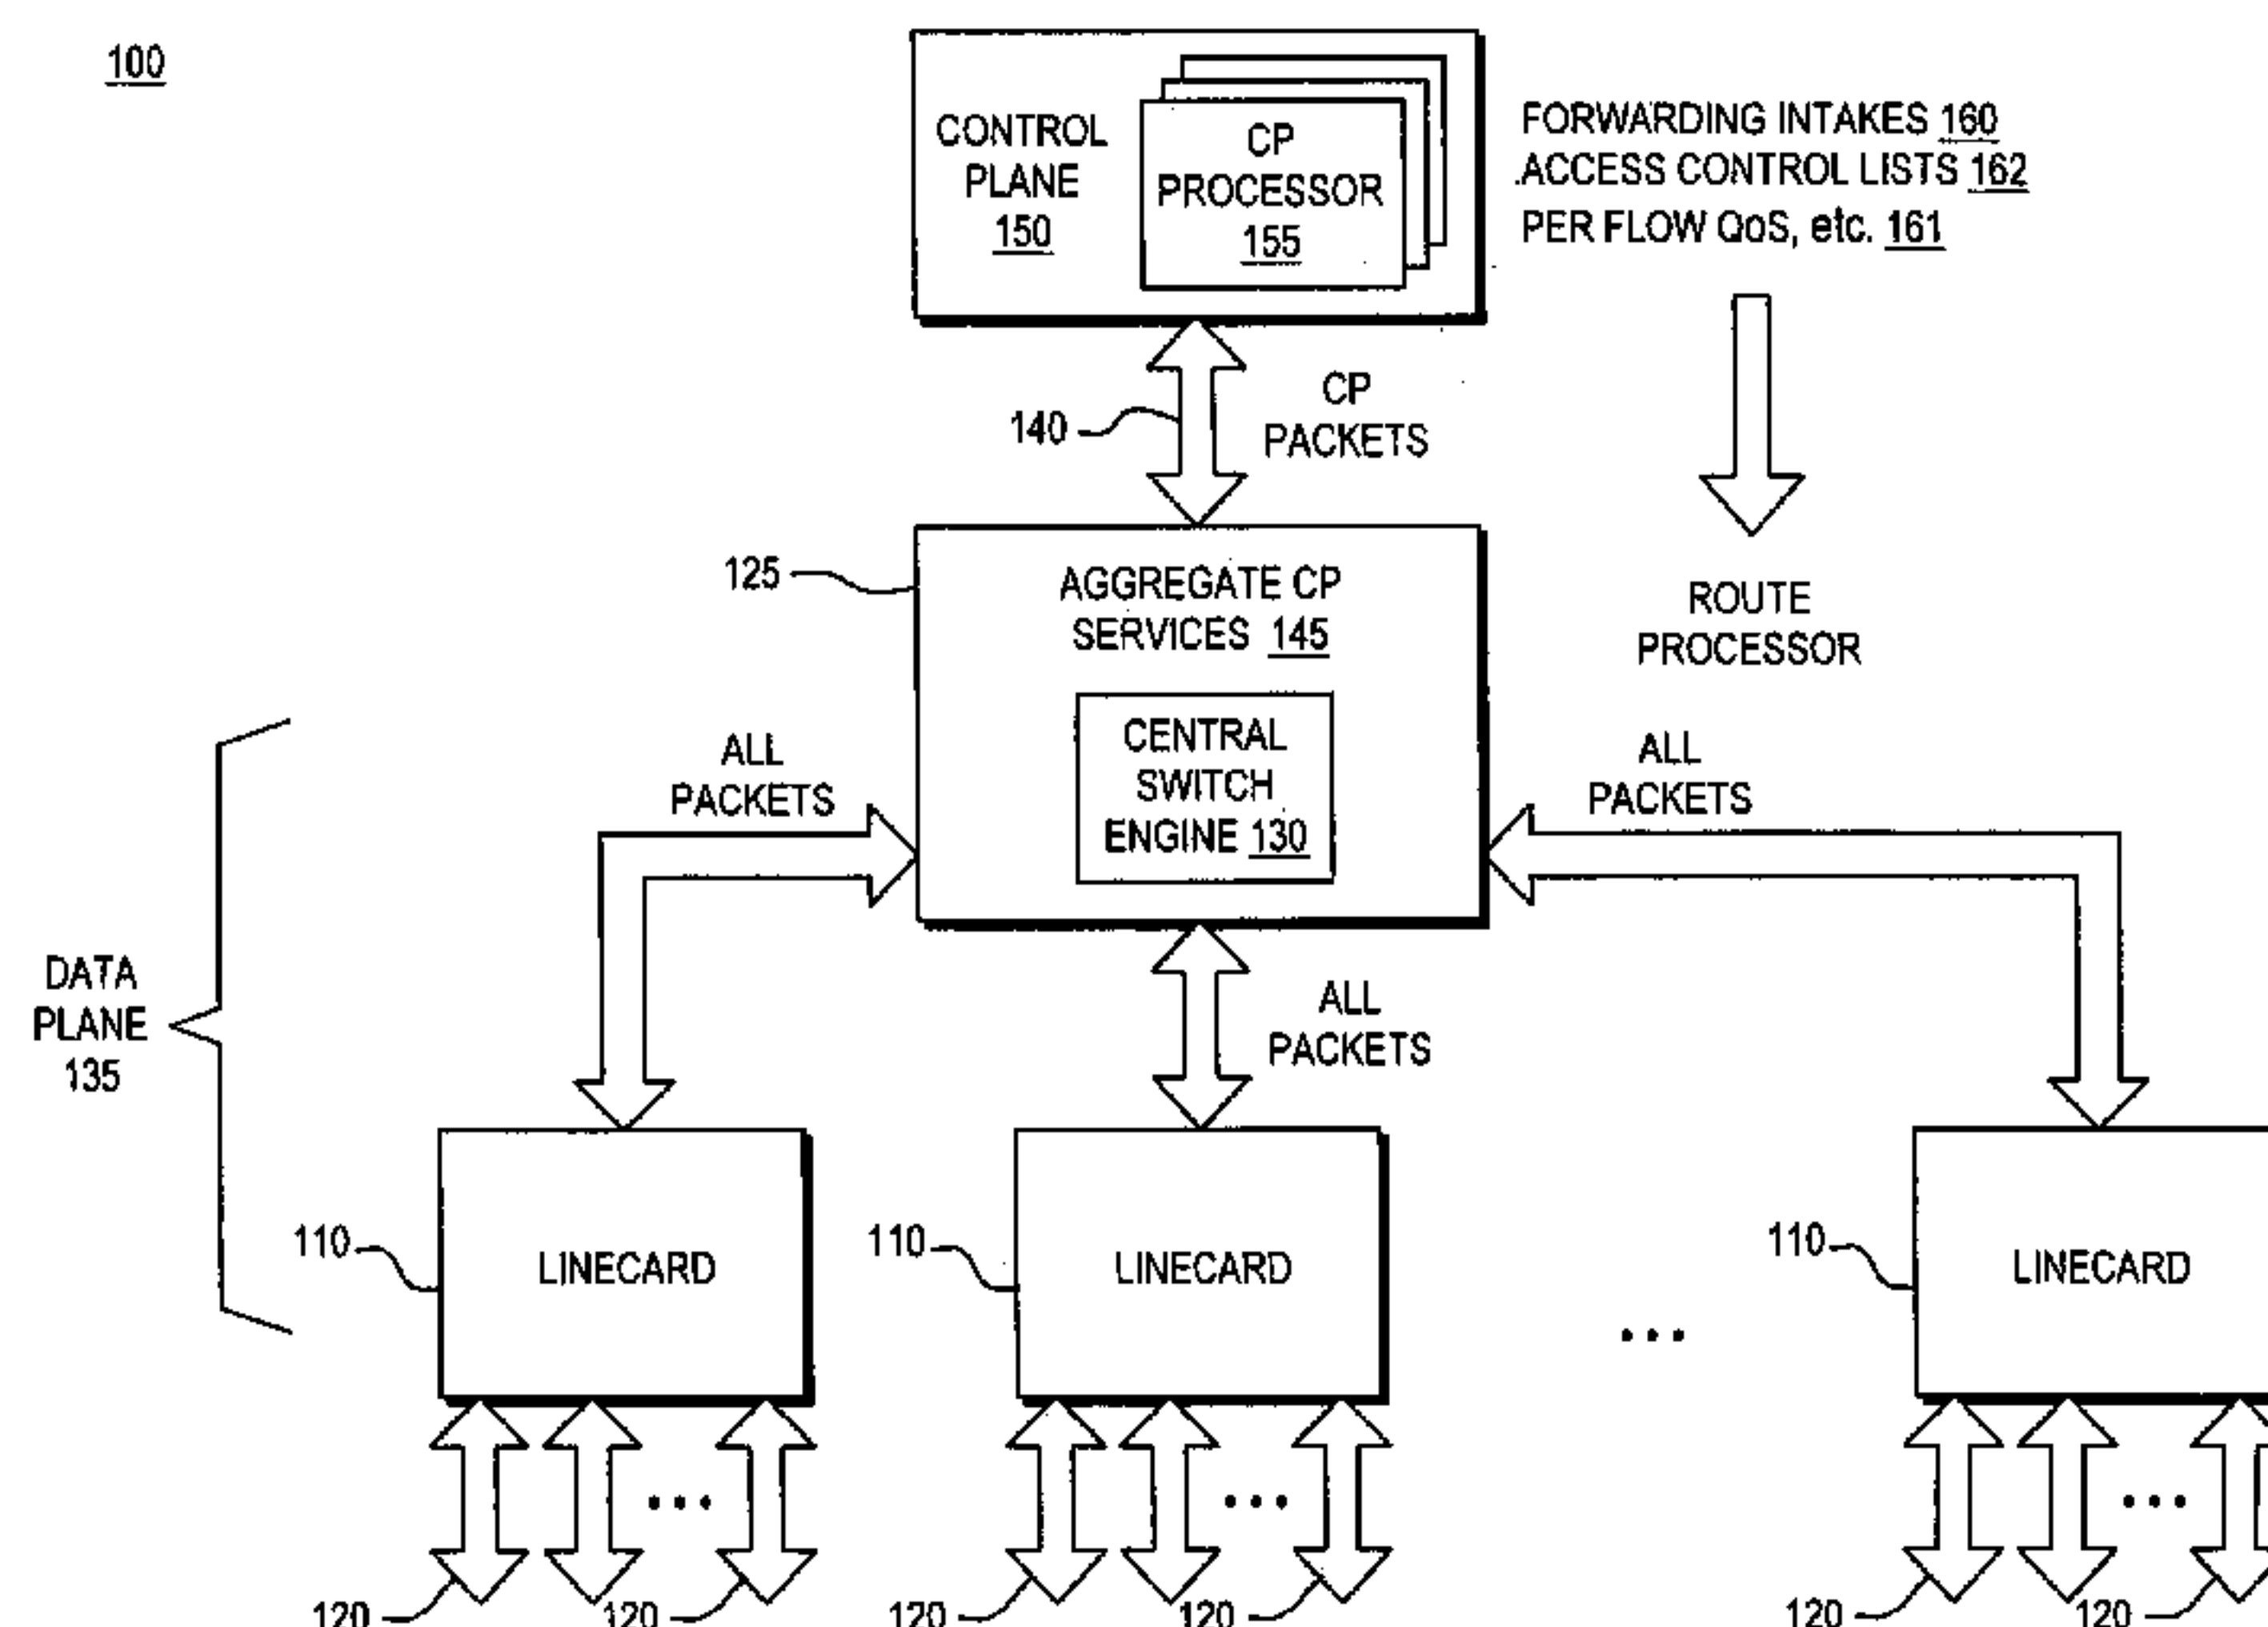 100
CONTROL
PLANE
150
CP
PROCESSOR
155
FORWARDING INTAKES 160
.ACCESS CONTROL LISTS 162
PER FLOW QoS, etc. 161
140
CP
PACKETS
125
AGGREGATE CP
SERVICES 145
ROUTE
PROCESSOR
CENTRAL
SWITCH
ENGINE 130
ALL
PACKETS
ALL
PACKETS
DATA
PLANE
135
ALL
PACKETS
110
LINECARD
110
LINECARD
110
LINECARD
120
120
120
120
120
120